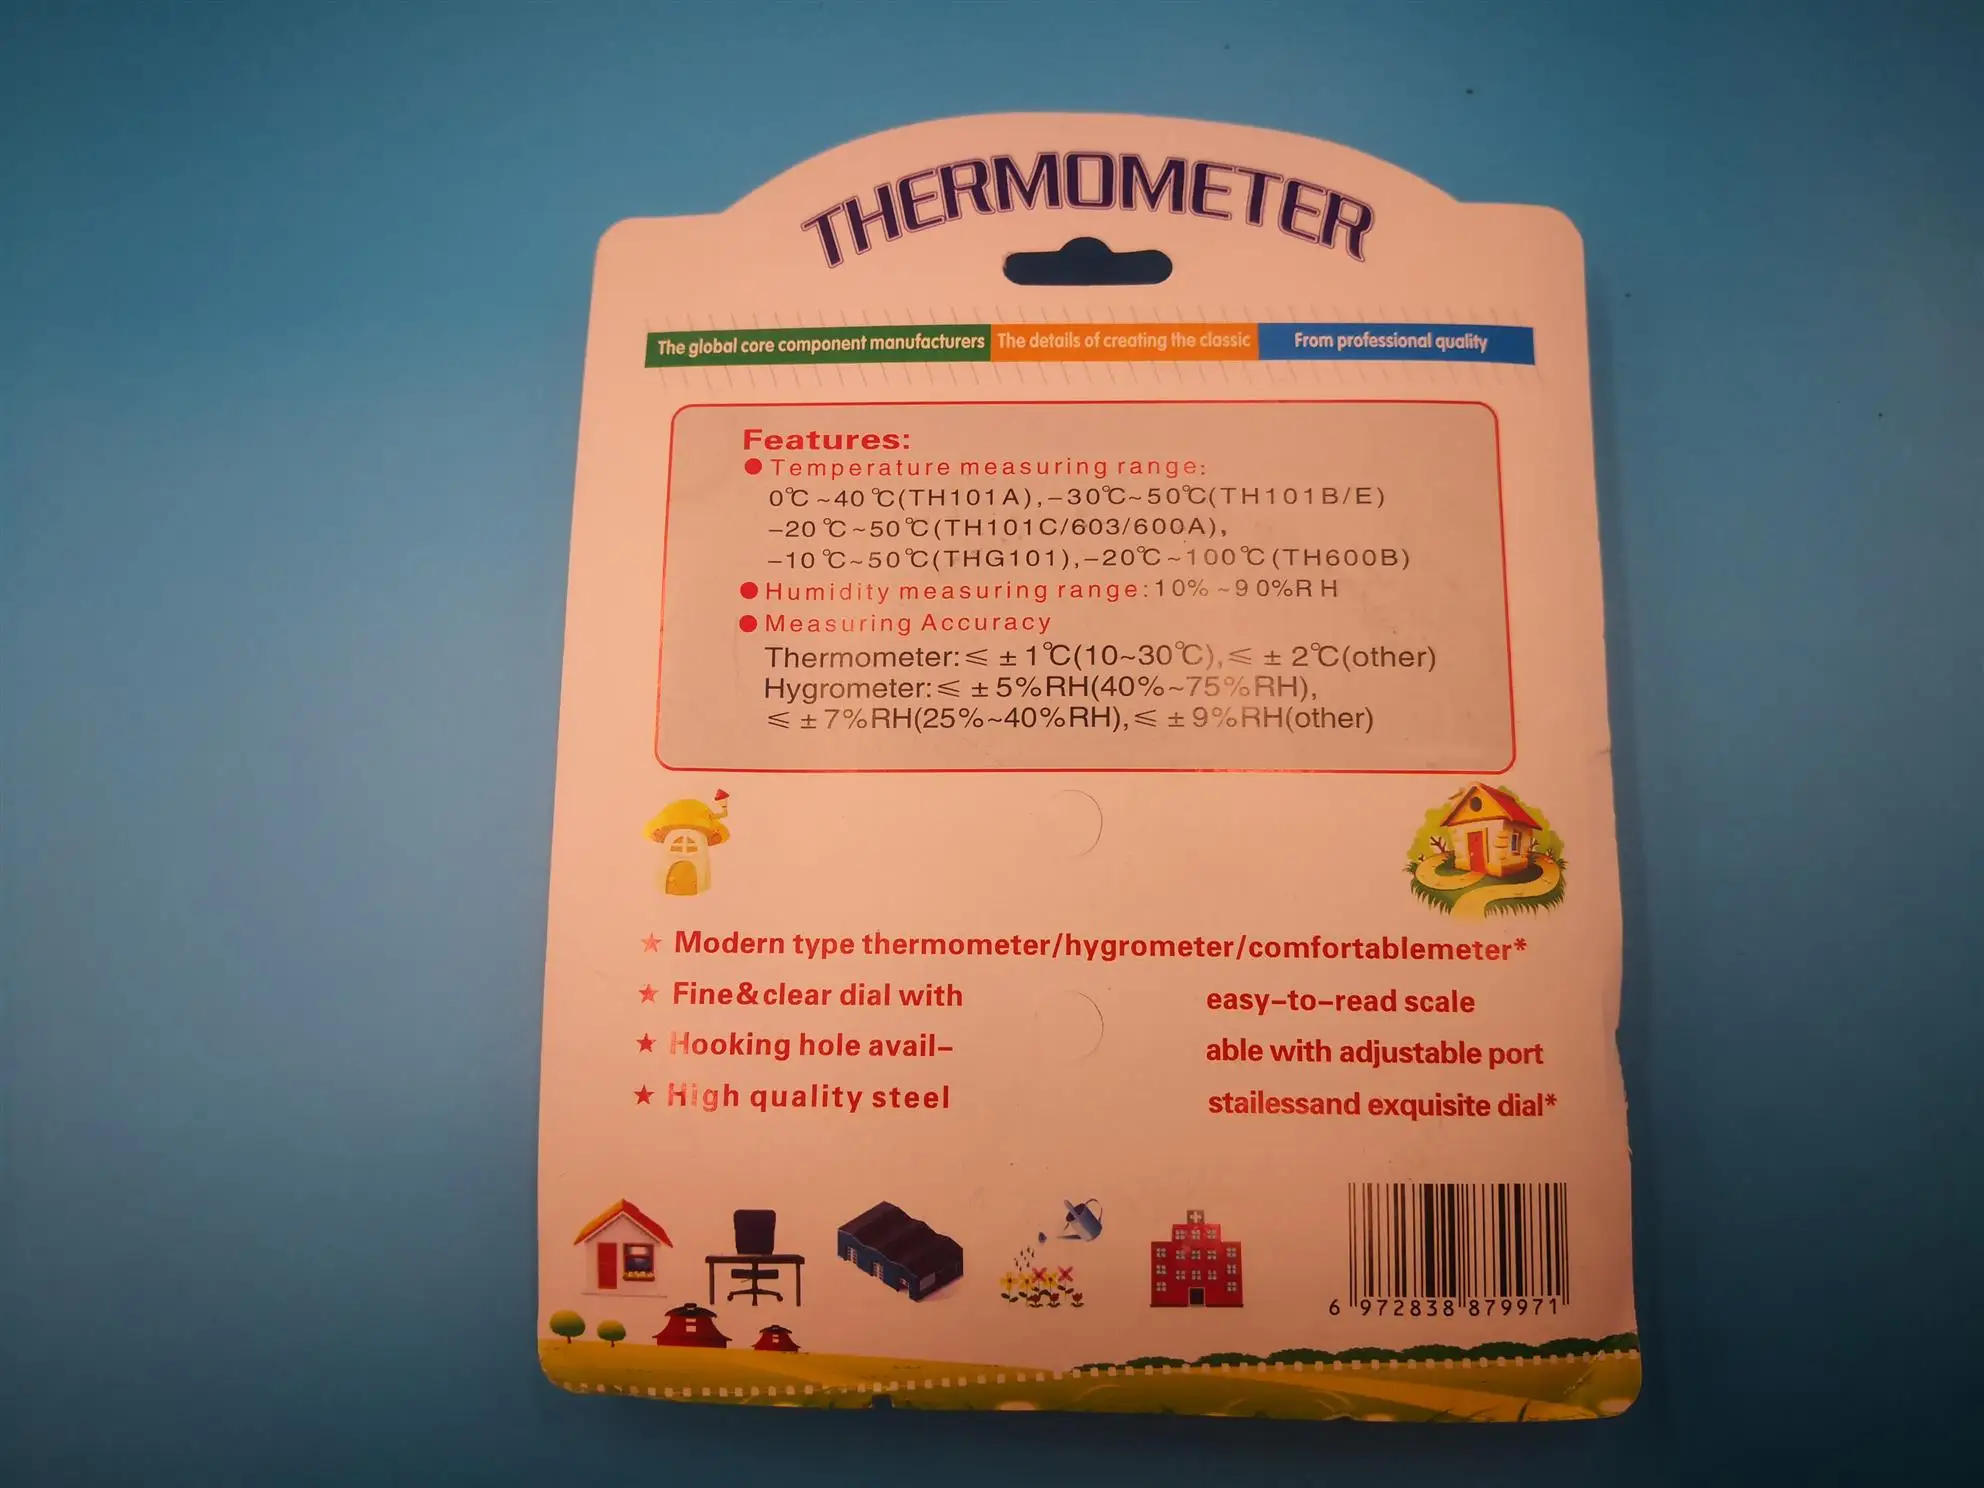 THERMOMETER
The global core component manufacturers The details of creating the classic From professional quality
Features:
● Temperature measuring range:
0℃~40℃(TH101A),-30℃~50℃(TH101B/E)
-20℃~50℃(TH101C/603/600A),
-10℃~50℃(THG101),-20℃~100℃(TH600B)
● Humidity measuring range:10%~90%RH
● Measuring Accuracy
Thermometer:≤±1℃(10~30℃),≤±2℃(other)
Hygrometer:≤±5%RH(40%~75%RH),
≤±7%RH(25%~40%RH),≤±9%RH(other)
★ Modern type thermometer/hygrometer/comfortablemeter*
★ Fine&clear dial with easy-to-read scale
★ Hooking hole avail- able with adjustable port
★ High quality steel stailessand exquisite dial*
6 972838 879971